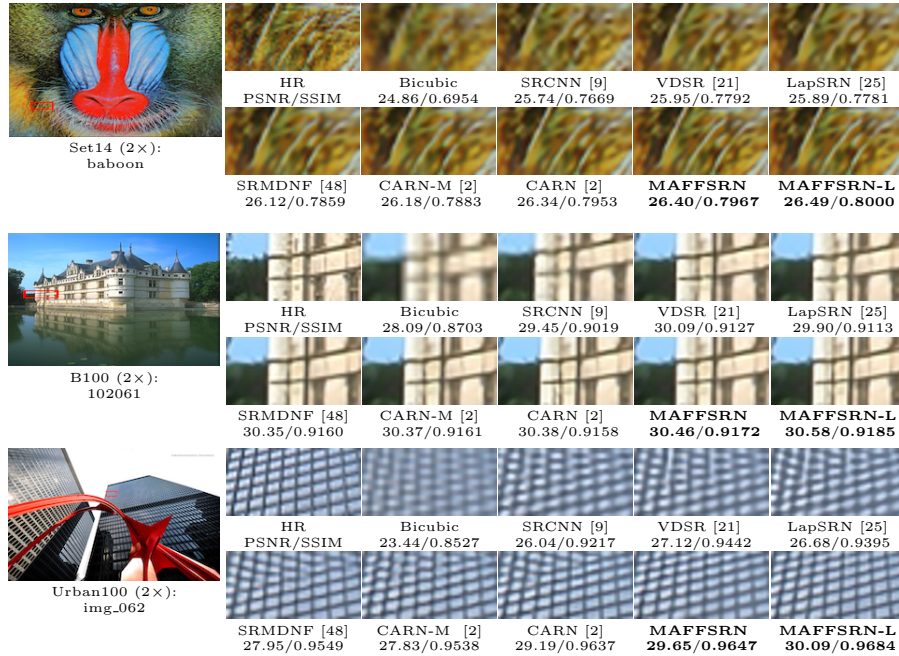 HR Bicubic SRCNN [9] VDSR [21] LapSRN [25]
PSNR/SSIM 24.86/0.6954 25.74/0.7669 25.95/0.7792 25.89/0.7781
Set14 (2×):
baboon
SRMDNF [48] CARN-M [2] CARN [2] MAFFSRN MAFFSRN-L
26.12/0.7859 26.18/0.7883 26.34/0.7953 26.40/0.7967 26.49/0.8000
HR Bicubic SRCNN [9] VDSR [21] LapSRN [25]
PSNR/SSIM 28.09/0.8703 29.45/0.9019 30.09/0.9127 29.90/0.9113
B100 (2×):
102061
SRMDNF [48] CARN-M [2] CARN [2] MAFFSRN MAFFSRN-L
30.35/0.9160 30.37/0.9161 30.38/0.9158 30.46/0.9172 30.58/0.9185
HR Bicubic SRCNN [9] VDSR [21] LapSRN [25]
PSNR/SSIM 23.44/0.8527 26.04/0.9217 27.12/0.9442 26.68/0.9395
Urban100 (2×):
img_062
SRMDNF [48] CARN-M [2] CARN [2] MAFFSRN MAFFSRN-L
27.95/0.9549 27.83/0.9538 29.19/0.9637 29.65/0.9647 30.09/0.9684